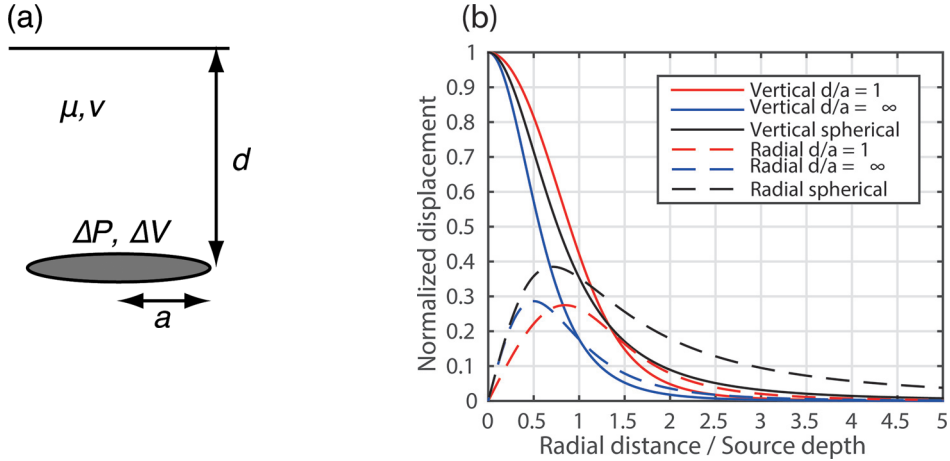 (a)
μ,ν
d
ΔP, ΔV
a
(b)
Normalized displacement
1
0.9
0.8
0.7
0.6
0.5
0.4
0.3
0.2
0.1
0
Vertical d/a = 1
Vertical d/a = ∞
Vertical spherical
Radial d/a = 1
Radial d/a = ∞
Radial spherical
0 0.5 1 1.5 2 2.5 3 3.5 4 4.5 5
Radial distance / Source depth